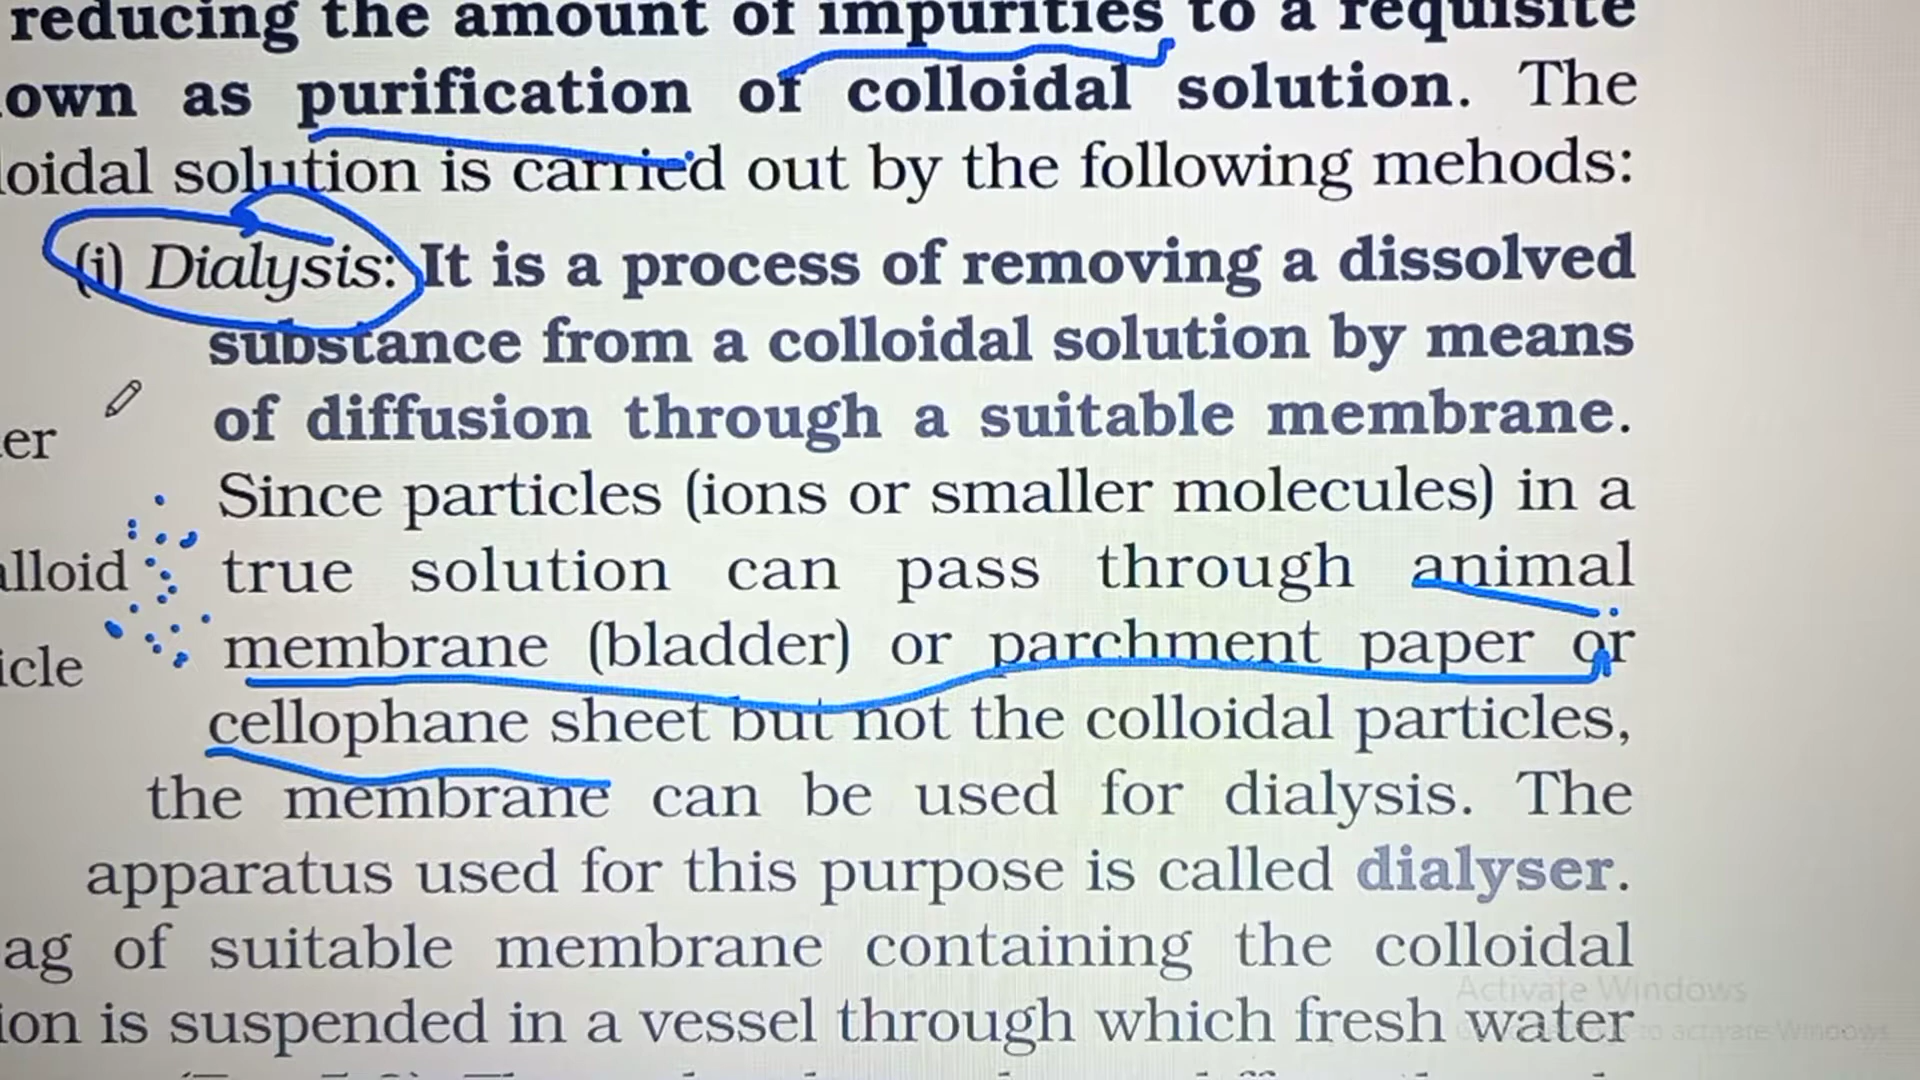 reducing the amount of impurities to a requisite
own as purification of colloidal solution. The
loidal solution is carried out by the following mehods:
(i) Dialysis: It is a process of removing a dissolved
substance from a colloidal solution by means
of diffusion through a suitable membrane.
er
Since particles (ions or smaller molecules) in a
alloid true solution can pass through animal
membrane (bladder) or parchment paper or
icle
cellophane sheet but not the colloidal particles,
the membrane can be used for dialysis. The
apparatus used for this purpose is called dialyser.
ag of suitable membrane containing the colloidal
Activate Windows
ion is suspended in a vessel through which fresh water
to activate Windows